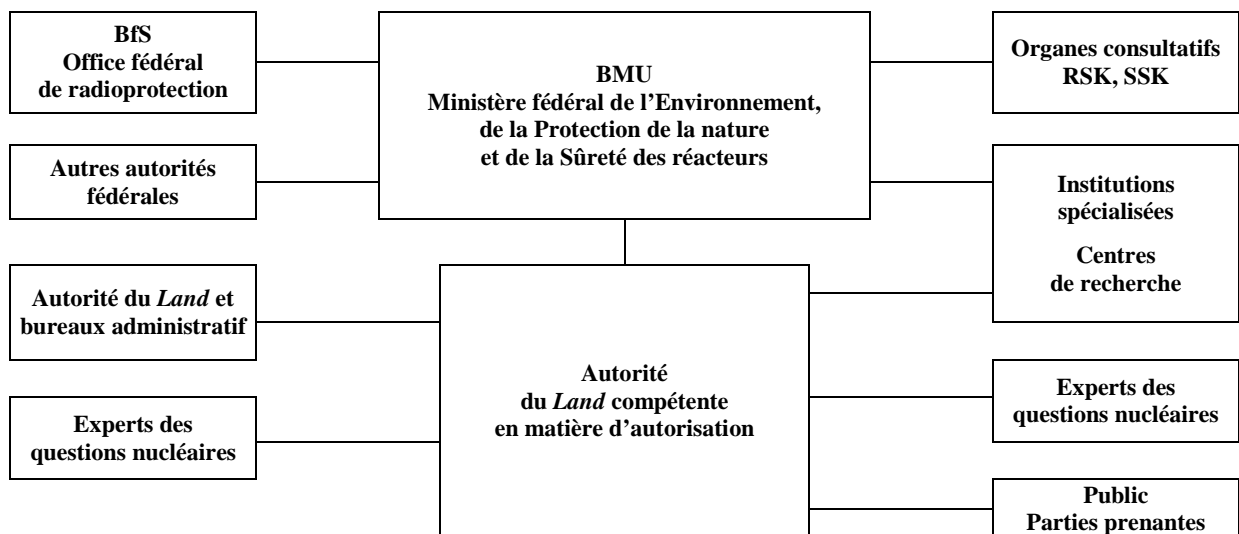 BfS
Office fédéral
de radioprotection
BMU
Ministère fédéral de l’Environnement,
de la Protection de la nature
et de la Sûreté des réacteurs
Organes consultatifs
RSK, SSK
Autres autorités
fédérales
Institutions
spécialisées
Centres
de recherche
Autorité du Land et
bureaux administratif
Autorité
du Land compétente
en matière d’autorisation
Experts des
questions nucléaires
Experts des
questions nucléaires
Public
Parties prenantes